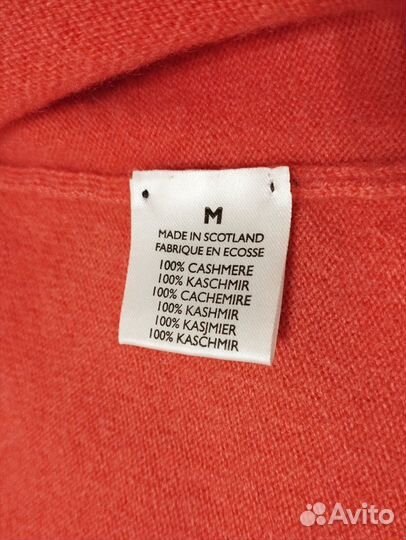 M
MADE IN SCOTLAND
FABRIQUE EN ECOSSE
100% CASHMERE
100% KASCHMIR
100% CACHEMIRE
100% KASHMIR
100% KASJMIER
100% KASCHMIR
Avito